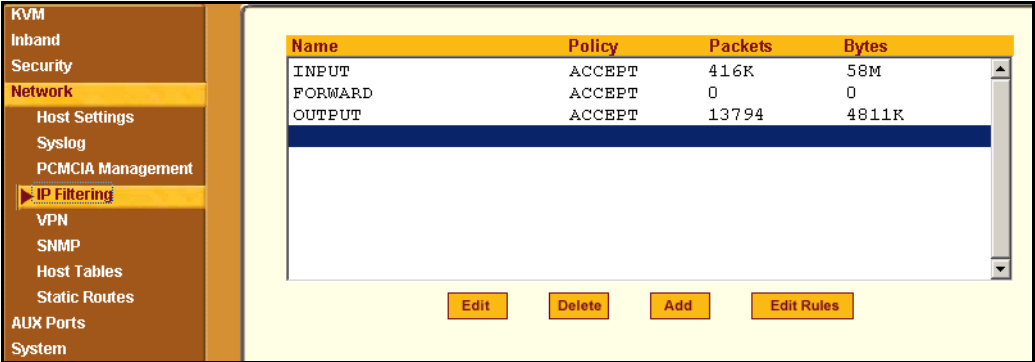 KVM
Inband
Security
Network
Host Settings
Syslog
PCMCIA Management
IP Filtering
VPN
SNMP
Host Tables
Static Routes
AUX Ports
System
Name Policy Packets Bytes
INPUT ACCEPT 416K 58M
FORWARD ACCEPT 0 0
OUTPUT ACCEPT 13794 4811K
Edit Delete Add Edit Rules